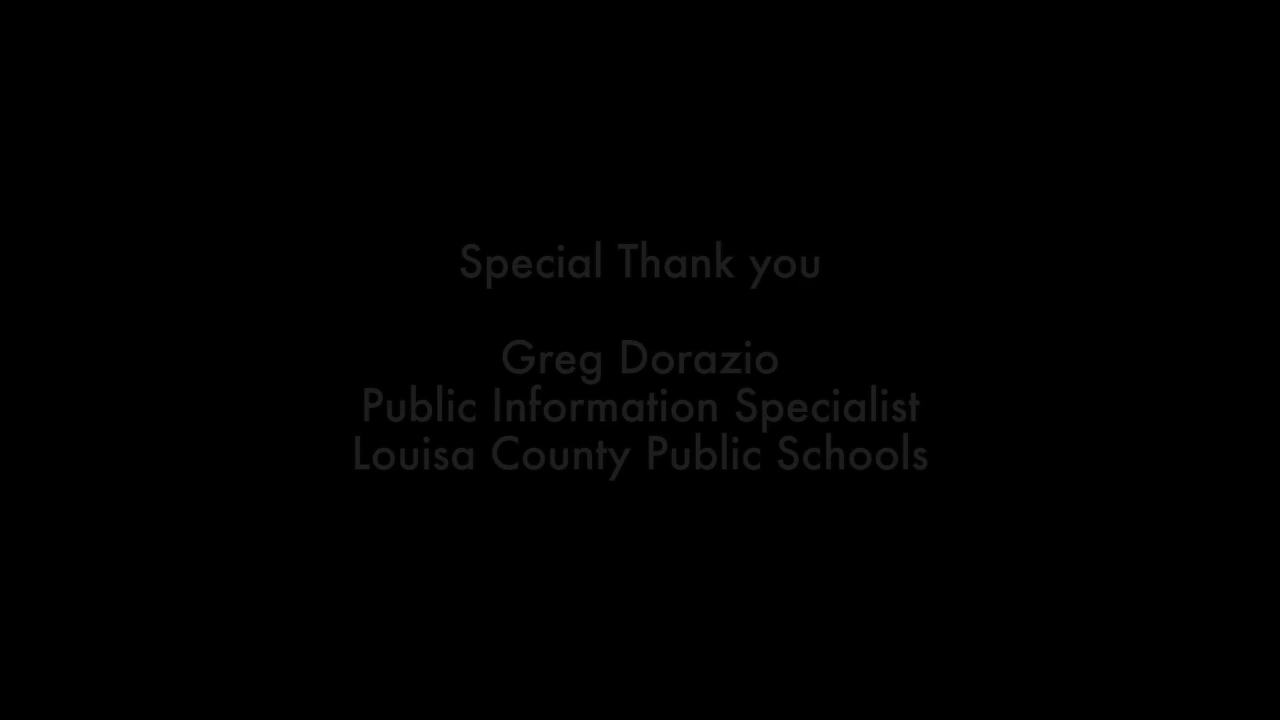 Special Thank you
Greg Dorazio
Public Information Specialist
Louisa County Public Schools